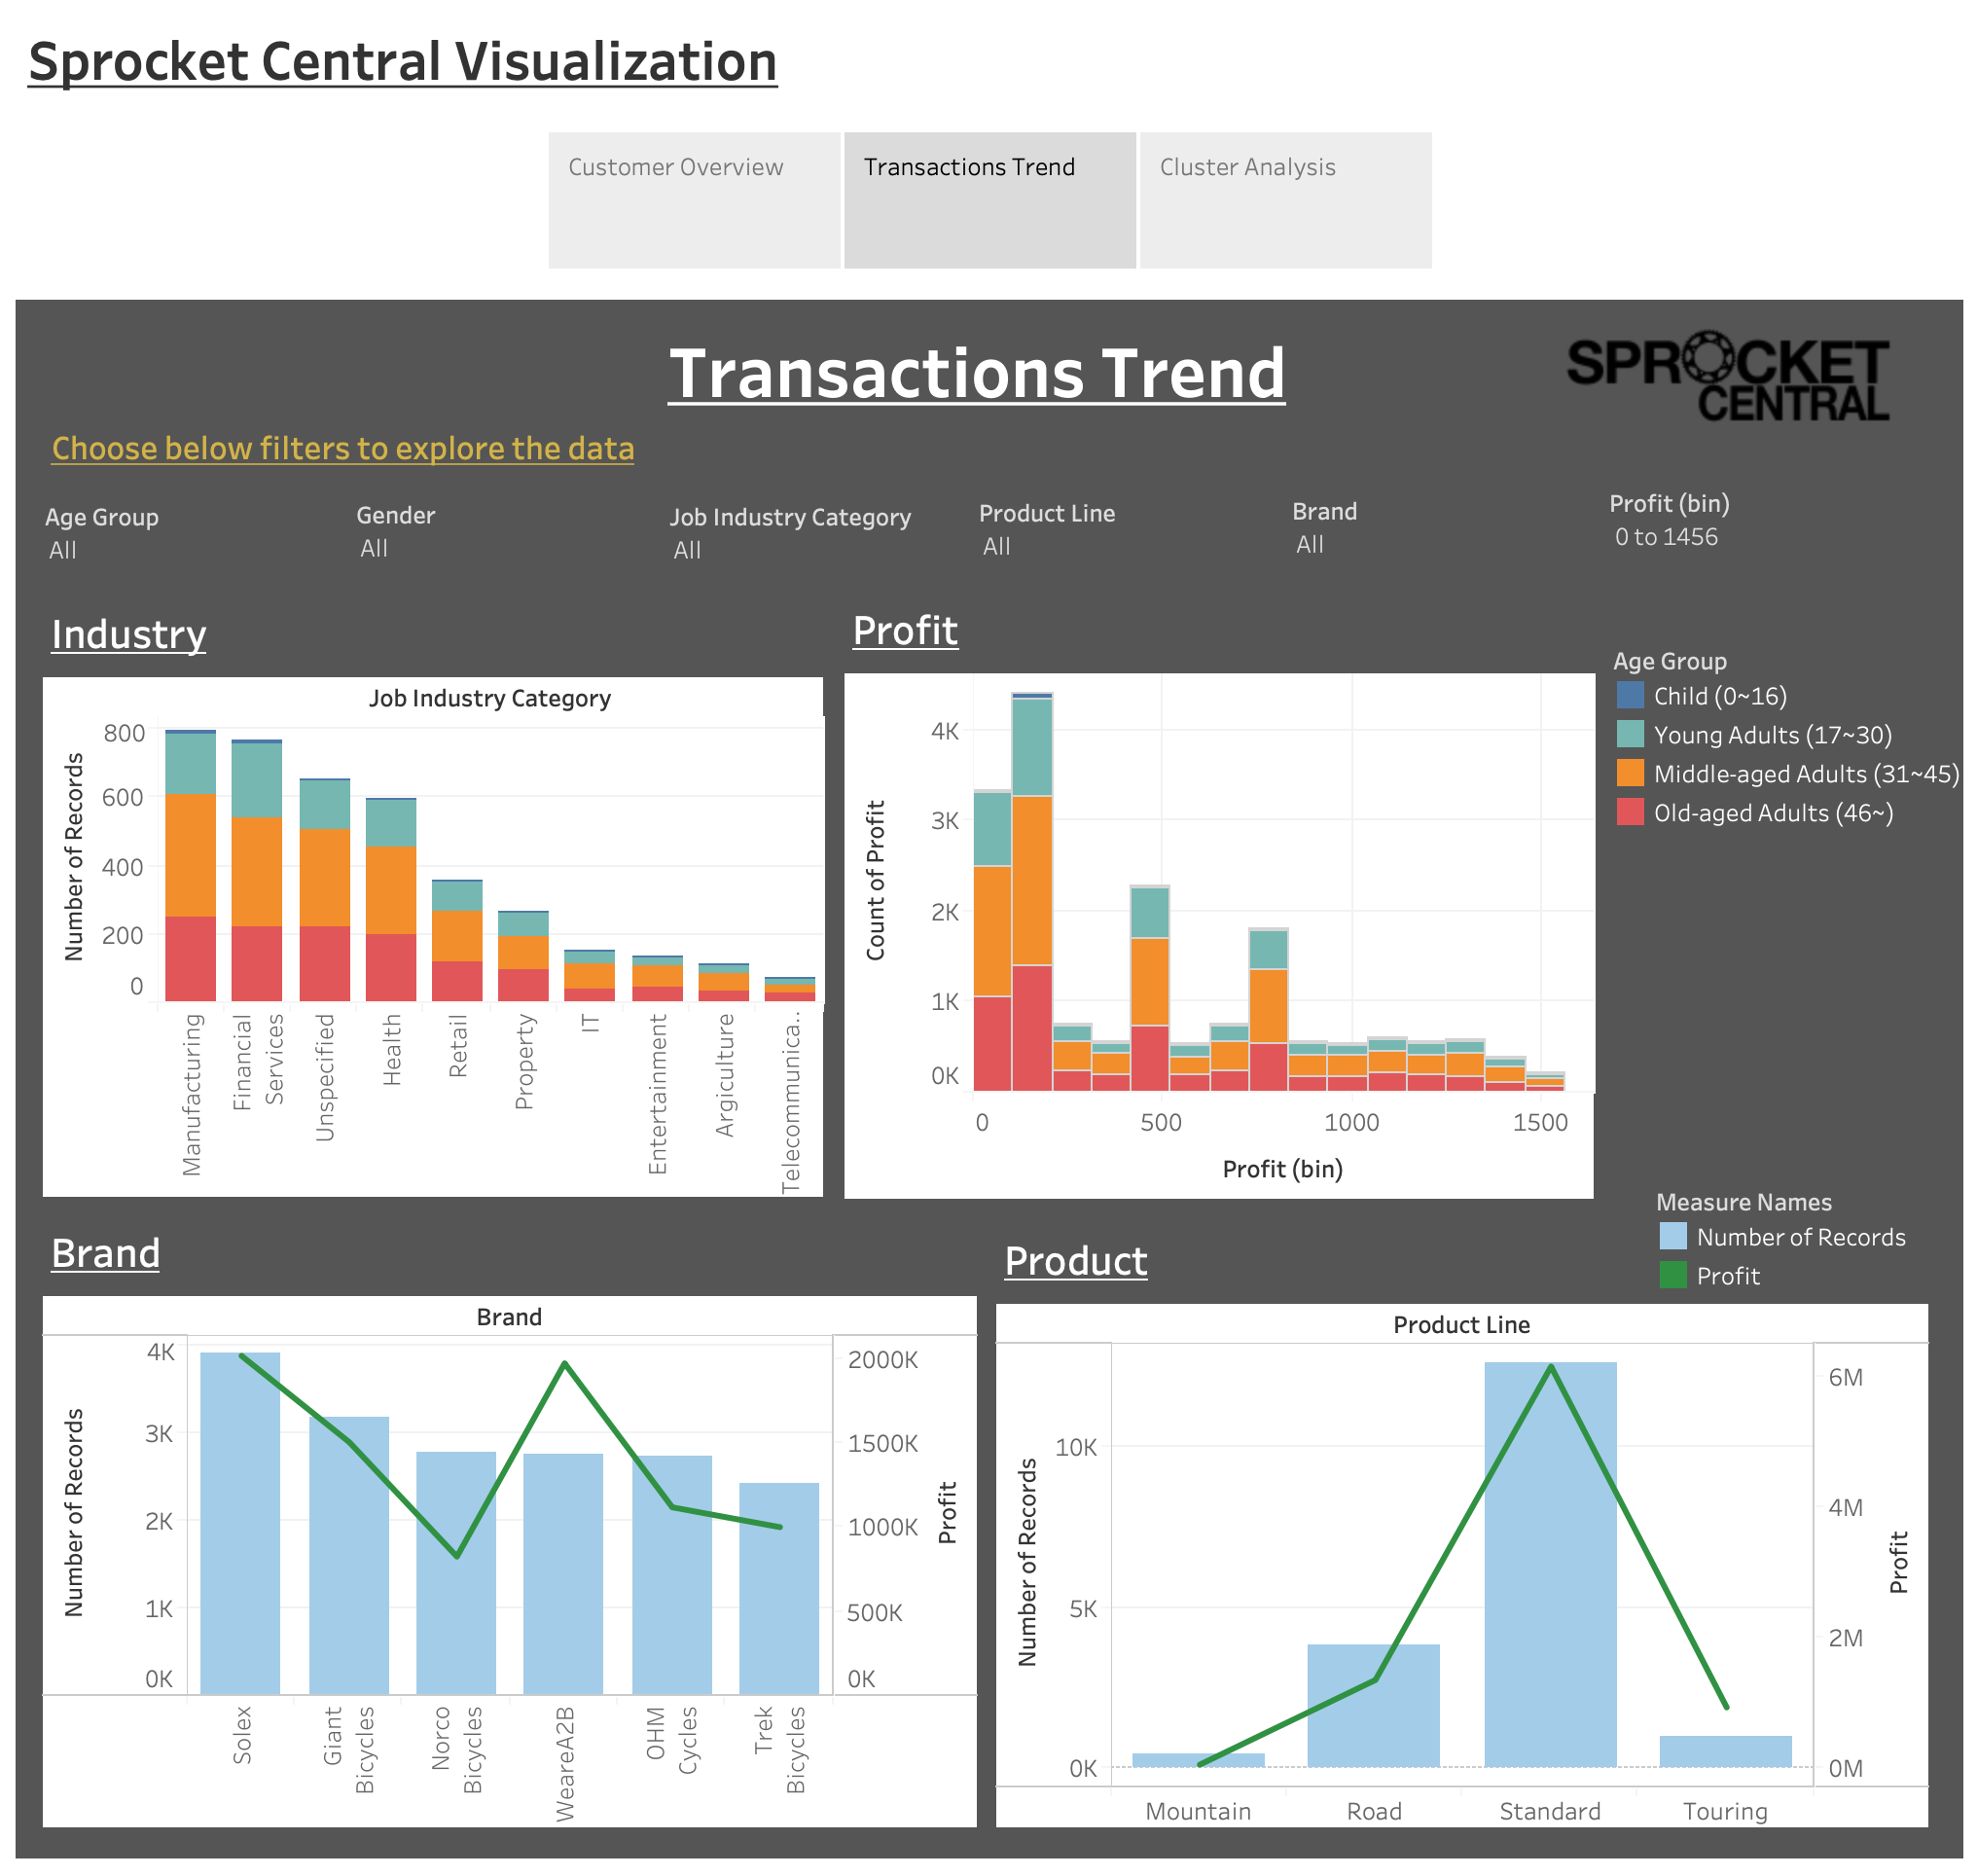 Sprocket Central Visualization
Customer Overview
Transactions Trend
Cluster Analysis
Transactions Trend
SPROCKET
CENTRAL
Choose below filters to explore the data
Age Group
All
Gender
All
Job Industry Category
All
Product Line
All
Brand
All
Profit (bin)
0 to 1456
Industry
Job Industry Category
Number of Records
800
600
400
200
0
Manufacturing
Financial
Services
Unspecified
Health
Retail
Property
IT
Entertainment
Argiculture
Telecommunica..
Profit
Count of Profit
4K
3K
2K
1K
0K
0
500
1000
1500
Profit (bin)
Age Group
Child (0~16)
Young Adults (17~30)
Middle-aged Adults (31~45)
Old-aged Adults (46~)
Measure Names
Number of Records
Profit
Brand
Brand
Number of Records
4K
3K
2K
1K
0K
2000K
1500K
1000K
500K
0K
Profit
Solex
Giant
Bicycles
Norco
Bicycles
WeareA2B
OHM
Cycles
Trek
Bicycles
Product
Product Line
Number of Records
10K
5K
0K
6M
4M
2M
0M
Profit
Mountain
Road
Standard
Touring